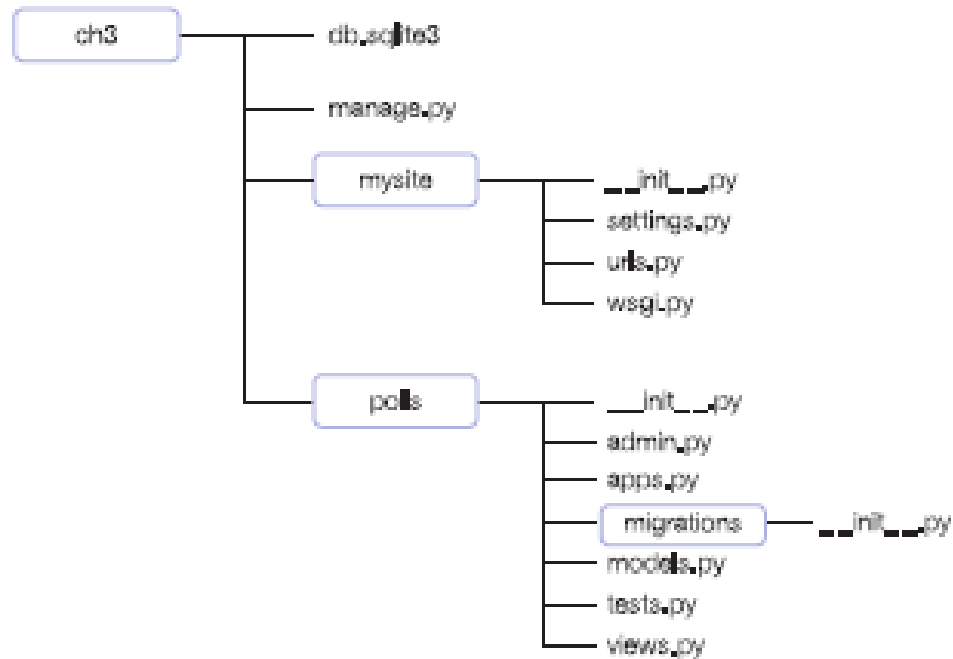 ch3
db.sqlite3
manage.py
mysite
__init__.py
settings.py
urls.py
wsgi.py
polls
__init__.py
admin.py
apps.py
migrations
__init__.py
models.py
tests.py
views.py